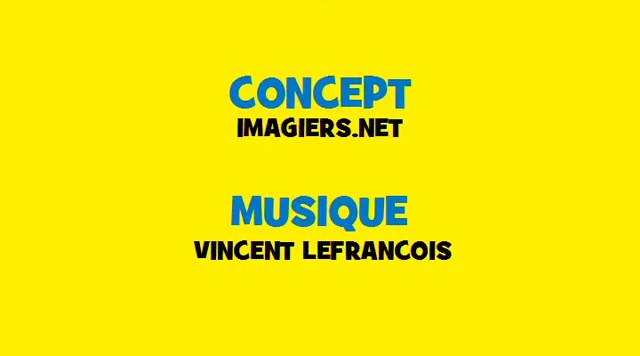 CONCEPT
IMAGIERS.NET
MUSIQUE
VINCENT LEFRANCOIS